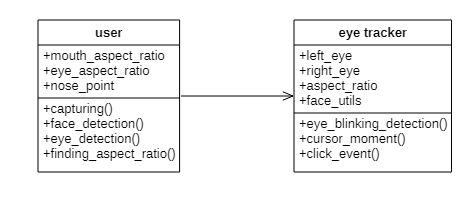 user
+mouth_aspect_ratio
+eye_aspect_ratio
+nose_point
+capturing()
+face_detection()
+eye_detection()
+finding_aspect_ratio()
eye tracker
+left_eye
+right_eye
+aspect_ratio
+face_utils
+eye_blinking_detection()
+cursor_moment()
+click_event()